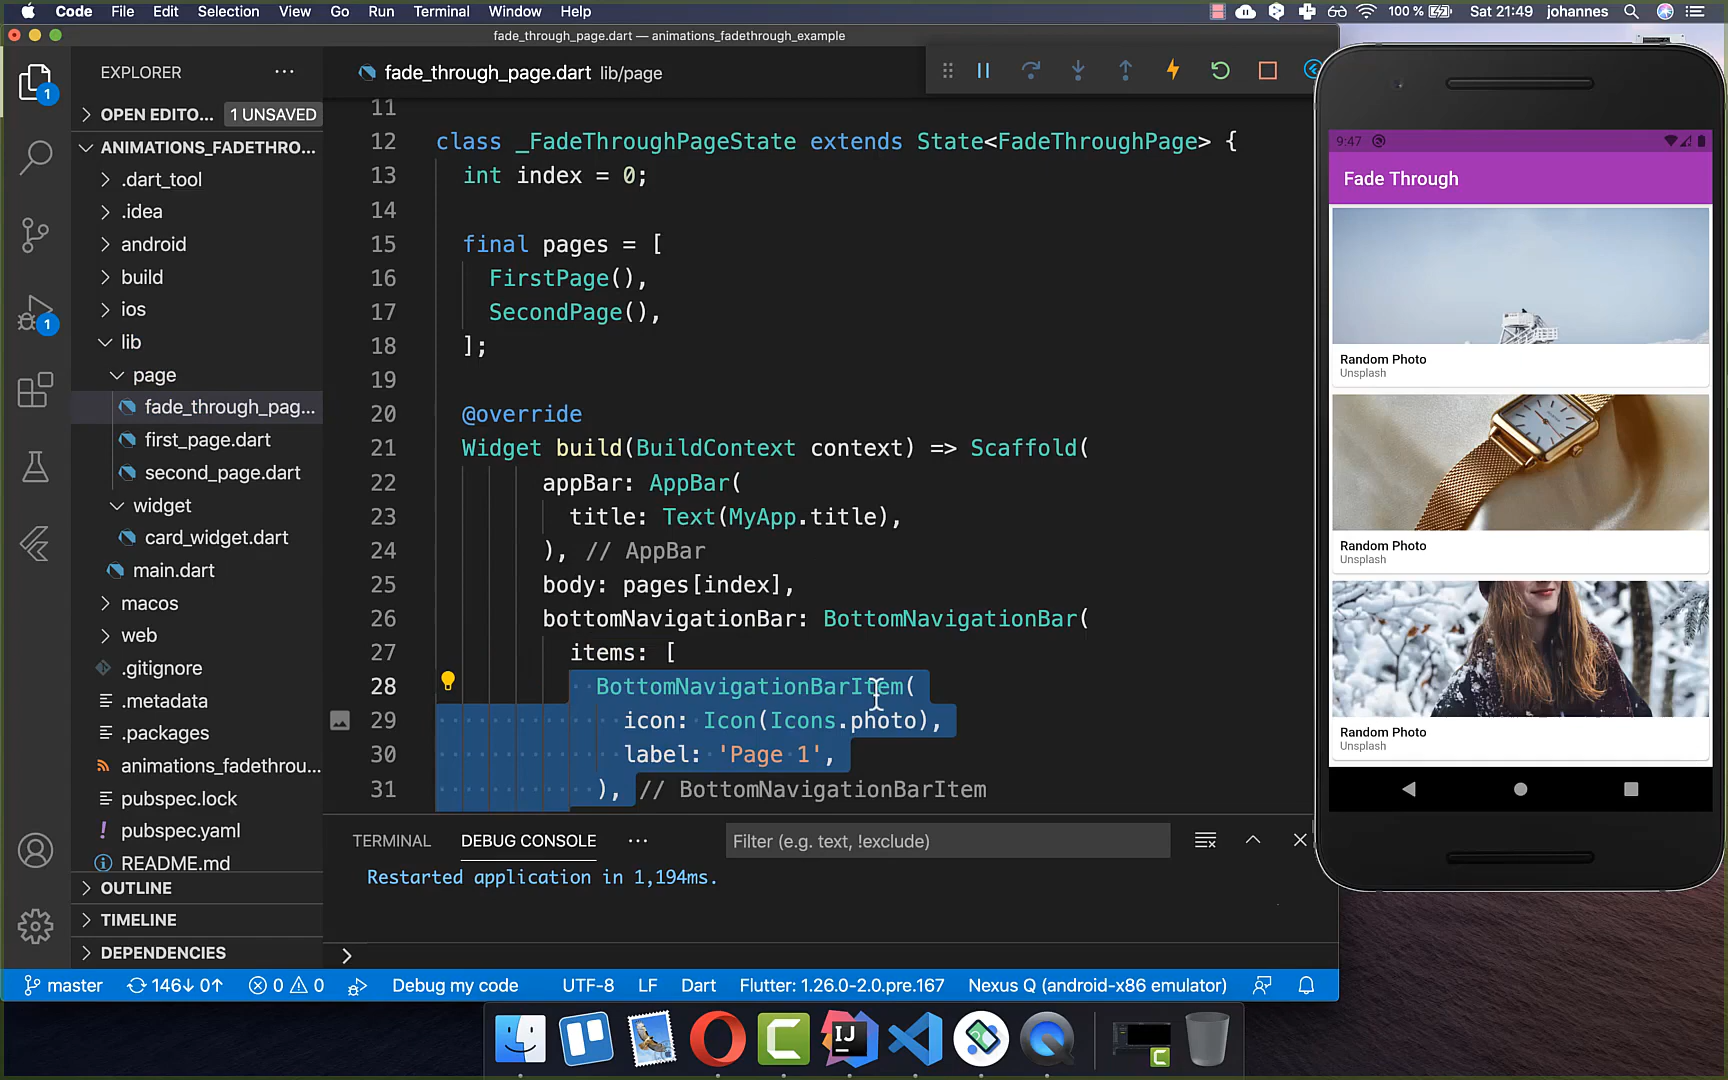 Code File Edit Selection View Go Run Terminal Window Help 100 % Sat 21:49 johannes
fade_through_page.dart — animations_fadethrough_example
EXPLORER
fade_through_page.dart lib/page
OPEN EDITO... 1 UNSAVED
ANIMATIONS_FADETHRO...
.dart_tool
.idea
android
build
ios
lib
page
fade_through_pag...
first_page.dart
second_page.dart
widget
card_widget.dart
main.dart
macos
web
.gitignore
.metadata
.packages
animations_fadethrou...
pubspec.lock
pubspec.yaml
README.md
OUTLINE
TIMELINE
DEPENDENCIES
1
1
11
12 class _FadeThroughPageState extends State<FadeThroughPage> {
13 int index = 0;
14
15 final pages = [
16 FirstPage(),
17 SecondPage(),
18 ];
19
20 @override
21 Widget build(BuildContext context) => Scaffold(
22 appBar: AppBar(
23 title: Text(MyApp.title),
24 ), // AppBar
25 body: pages[index],
26 bottomNavigationBar: BottomNavigationBar(
27 items: [
28 BottomNavigationBarItem(
29 icon: Icon(Icons.photo),
30 label: 'Page 1',
31 ), // BottomNavigationBarItem
TERMINAL DEBUG CONSOLE Filter (e.g. text, !exclude)
Restarted application in 1,194ms.
master 146↓ 0↑ 0 0 Debug my code UTF-8 LF Dart Flutter: 1.26.0-2.0.pre.167 Nexus Q (android-x86 emulator)
9:47
Fade Through
Random Photo
Unsplash
Random Photo
Unsplash
Random Photo
Unsplash
IJ